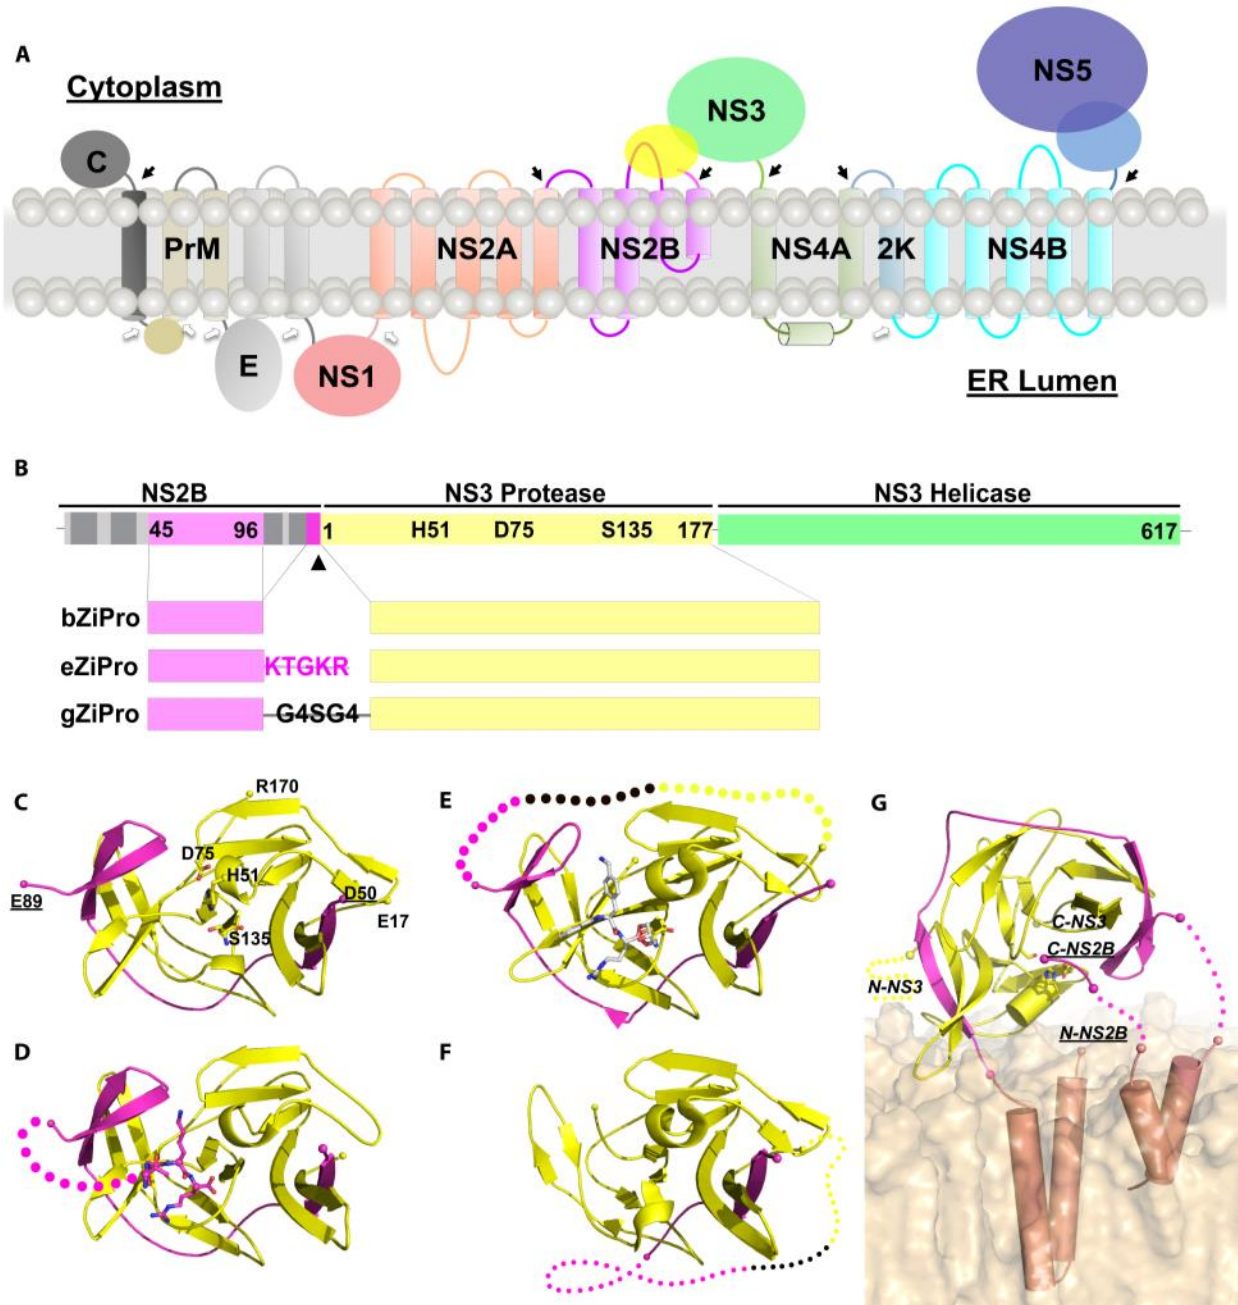 A
Cytoplasm
C
PrM
E
NS1
NS2A
NS2B
NS3
NS4A
2K
NS4B
NS5
ER Lumen
B
NS2B
NS3 Protease
NS3 Helicase
45
96
1
H51
D75
S135
177
617
bZiPro
eZiPro
KTGKR
gZiPro
G4SG4
C
R170
D75
H51
E89
D50
E17
S135
D
E
F
G
C-NS3
C-NS2B
N-NS3
N-NS2B